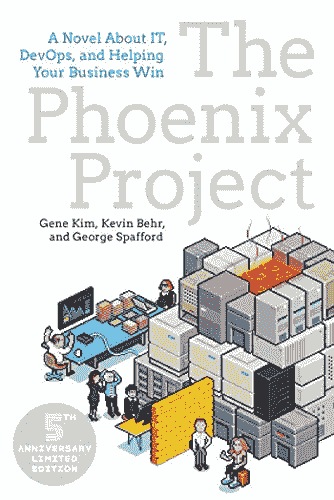 The
Phoenix
Project
A Novel About IT,
DevOps, and Helping
Your Business Win
Gene Kim, Kevin Behr,
and George Spafford
5TH
ANNIVERSARY
LIMITED
EDITION